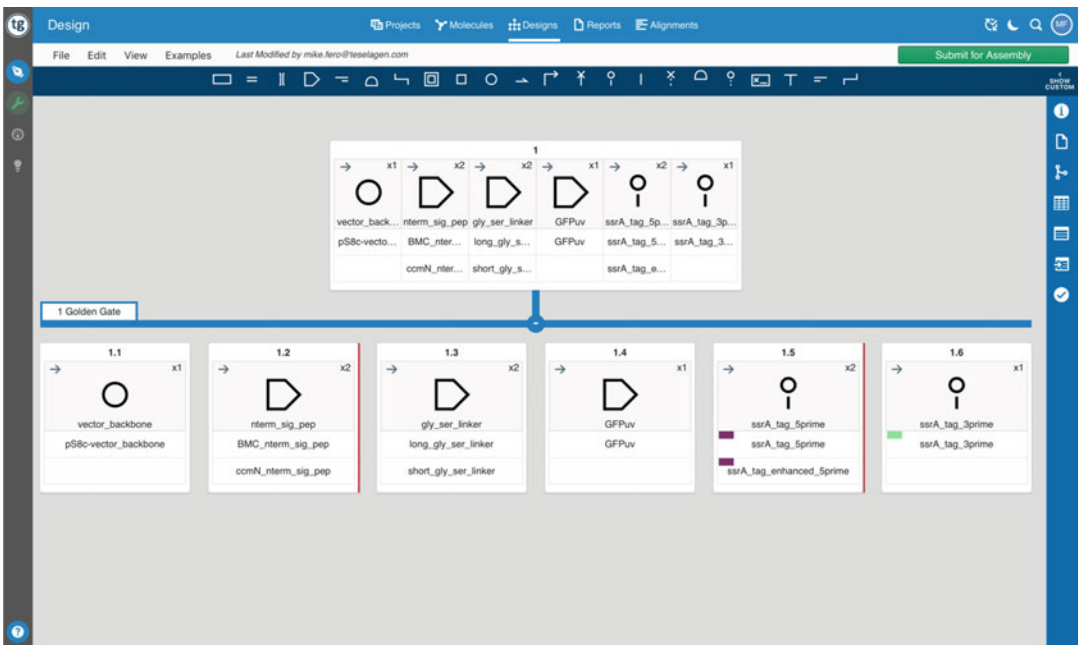 tg Design Projects Molecules Designs Reports Alignments MF
File Edit View Examples Last Modified by mike.fero@teselagen.com Submit for Assembly
SHOW
CUSTOM
1
x1 x2 x2 x1 x2 x1
vector_back... nterm_sig_pep gly_ser_linker GFPuv ssrA_tag_5p... ssrA_tag_3p...
pS8c-vecto... BMC_nter... long_gly_s... GFPuv ssrA_tag_5... ssrA_tag_3...
ccmN_nter... short_gly_s... ssrA_tag_e...
1 Golden Gate
1.1 1.2 1.3 1.4 1.5 1.6
x1 x2 x2 x1 x2 x1
vector_backbone nterm_sig_pep gly_ser_linker GFPuv ssrA_tag_5prime ssrA_tag_3prime
pS8c-vector_backbone BMC_nterm_sig_pep long_gly_ser_linker GFPuv ssrA_tag_5prime ssrA_tag_3prime
ccmN_nterm_sig_pep short_gly_ser_linker ssrA_tag_enhanced_5prime